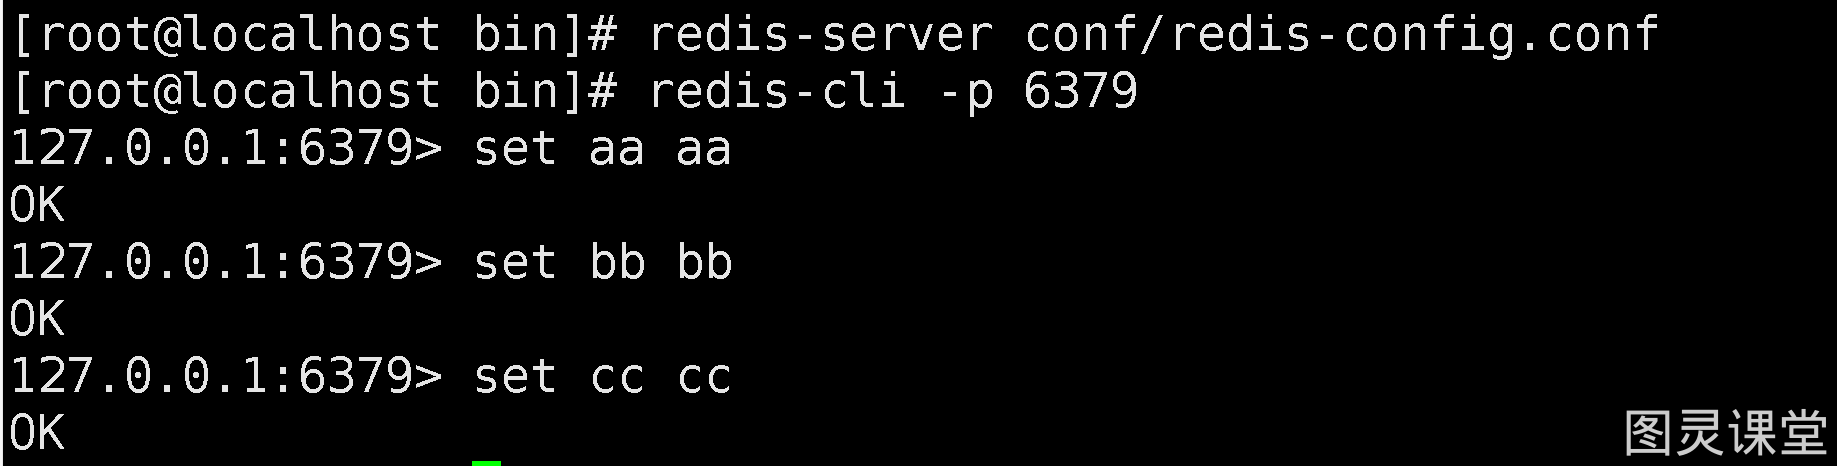 [root@localhost bin]# redis-server conf/redis-config.conf
[root@localhost bin]# redis-cli -p 6379
127.0.0.1:6379> set aa aa
OK
127.0.0.1:6379> set bb bb
OK
127.0.0.1:6379> set cc cc
OK
图灵课堂